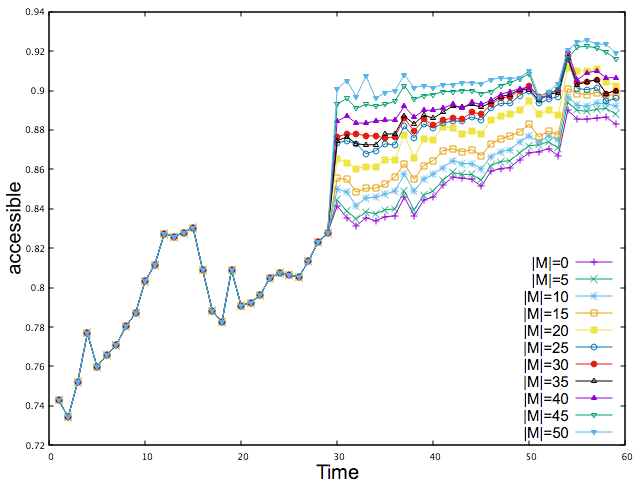 0.94
0.92
0.9
0.88
0.86
0.84
0.82
0.8
0.78
0.76
0.74
0.72
accessible
|M|=0
|M|=5
|M|=10
|M|=15
|M|=20
|M|=25
|M|=30
|M|=35
|M|=40
|M|=45
|M|=50
0 10 20 30 40 50 60
Time